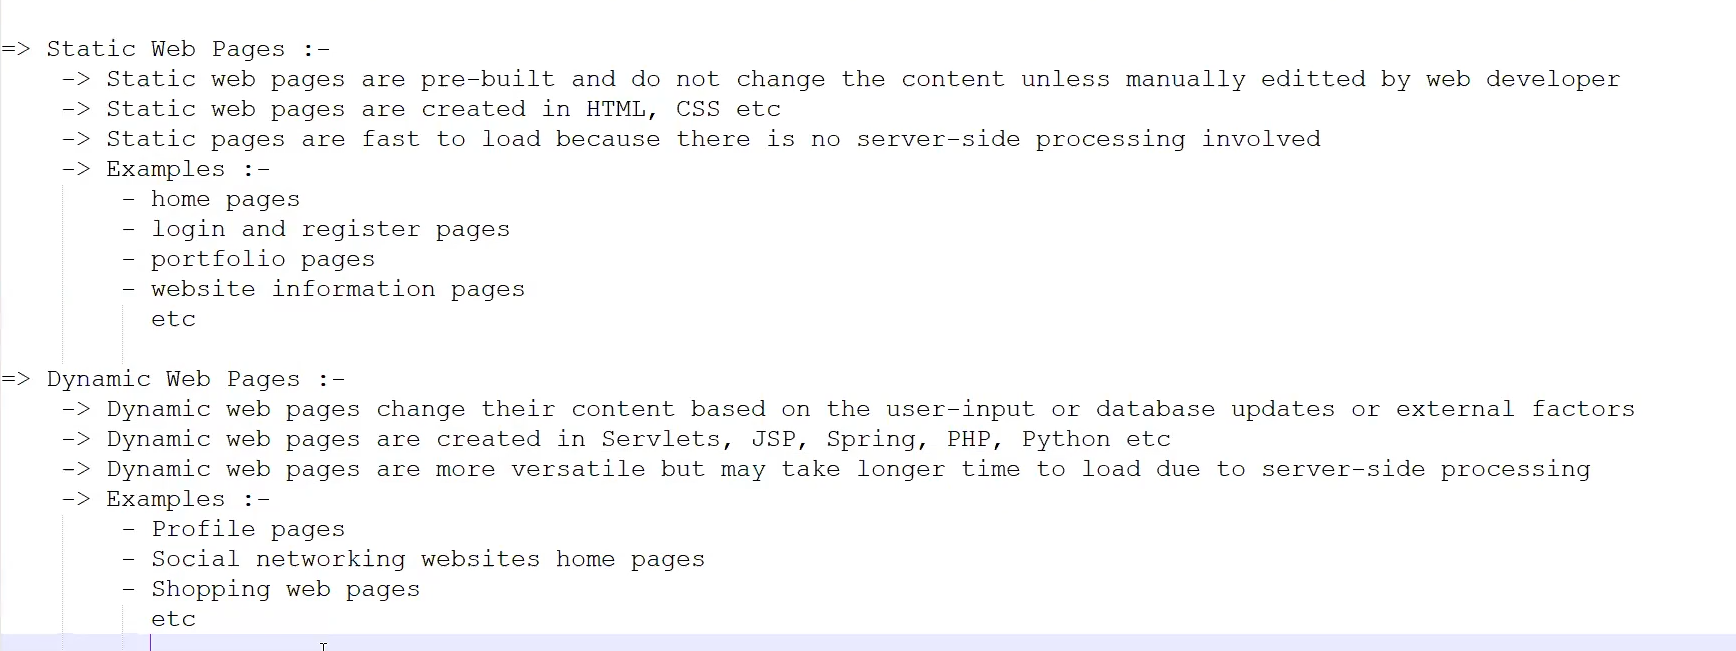 => Static Web Pages :-
-> Static web pages are pre-built and do not change the content unless manually editted by web developer
-> Static web pages are created in HTML, CSS etc
-> Static pages are fast to load because there is no server-side processing involved
-> Examples :-
- home pages
- login and register pages
- portfolio pages
- website information pages
etc
=> Dynamic Web Pages :-
-> Dynamic web pages change their content based on the user-input or database updates or external factors
-> Dynamic web pages are created in Servlets, JSP, Spring, PHP, Python etc
-> Dynamic web pages are more versatile but may take longer time to load due to server-side processing
-> Examples :-
- Profile pages
- Social networking websites home pages
- Shopping web pages
etc